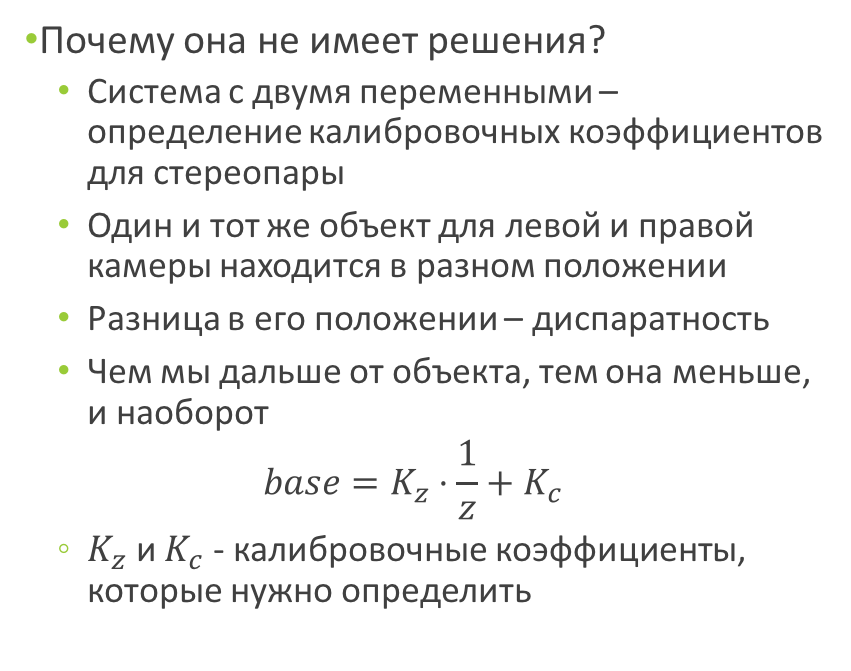 •Почему она не имеет решения?
• Система с двумя переменными –
определение калибровочных коэффициентов
для стереопары
• Один и тот же объект для левой и правой
камеры находится в разном положении
• Разница в его положении – диспаратность
• Чем мы дальше от объекта, тем она меньше,
и наоборот
base = K_z · 1/z + K_c
◦ K_z и K_c - калибровочные коэффициенты,
которые нужно определить